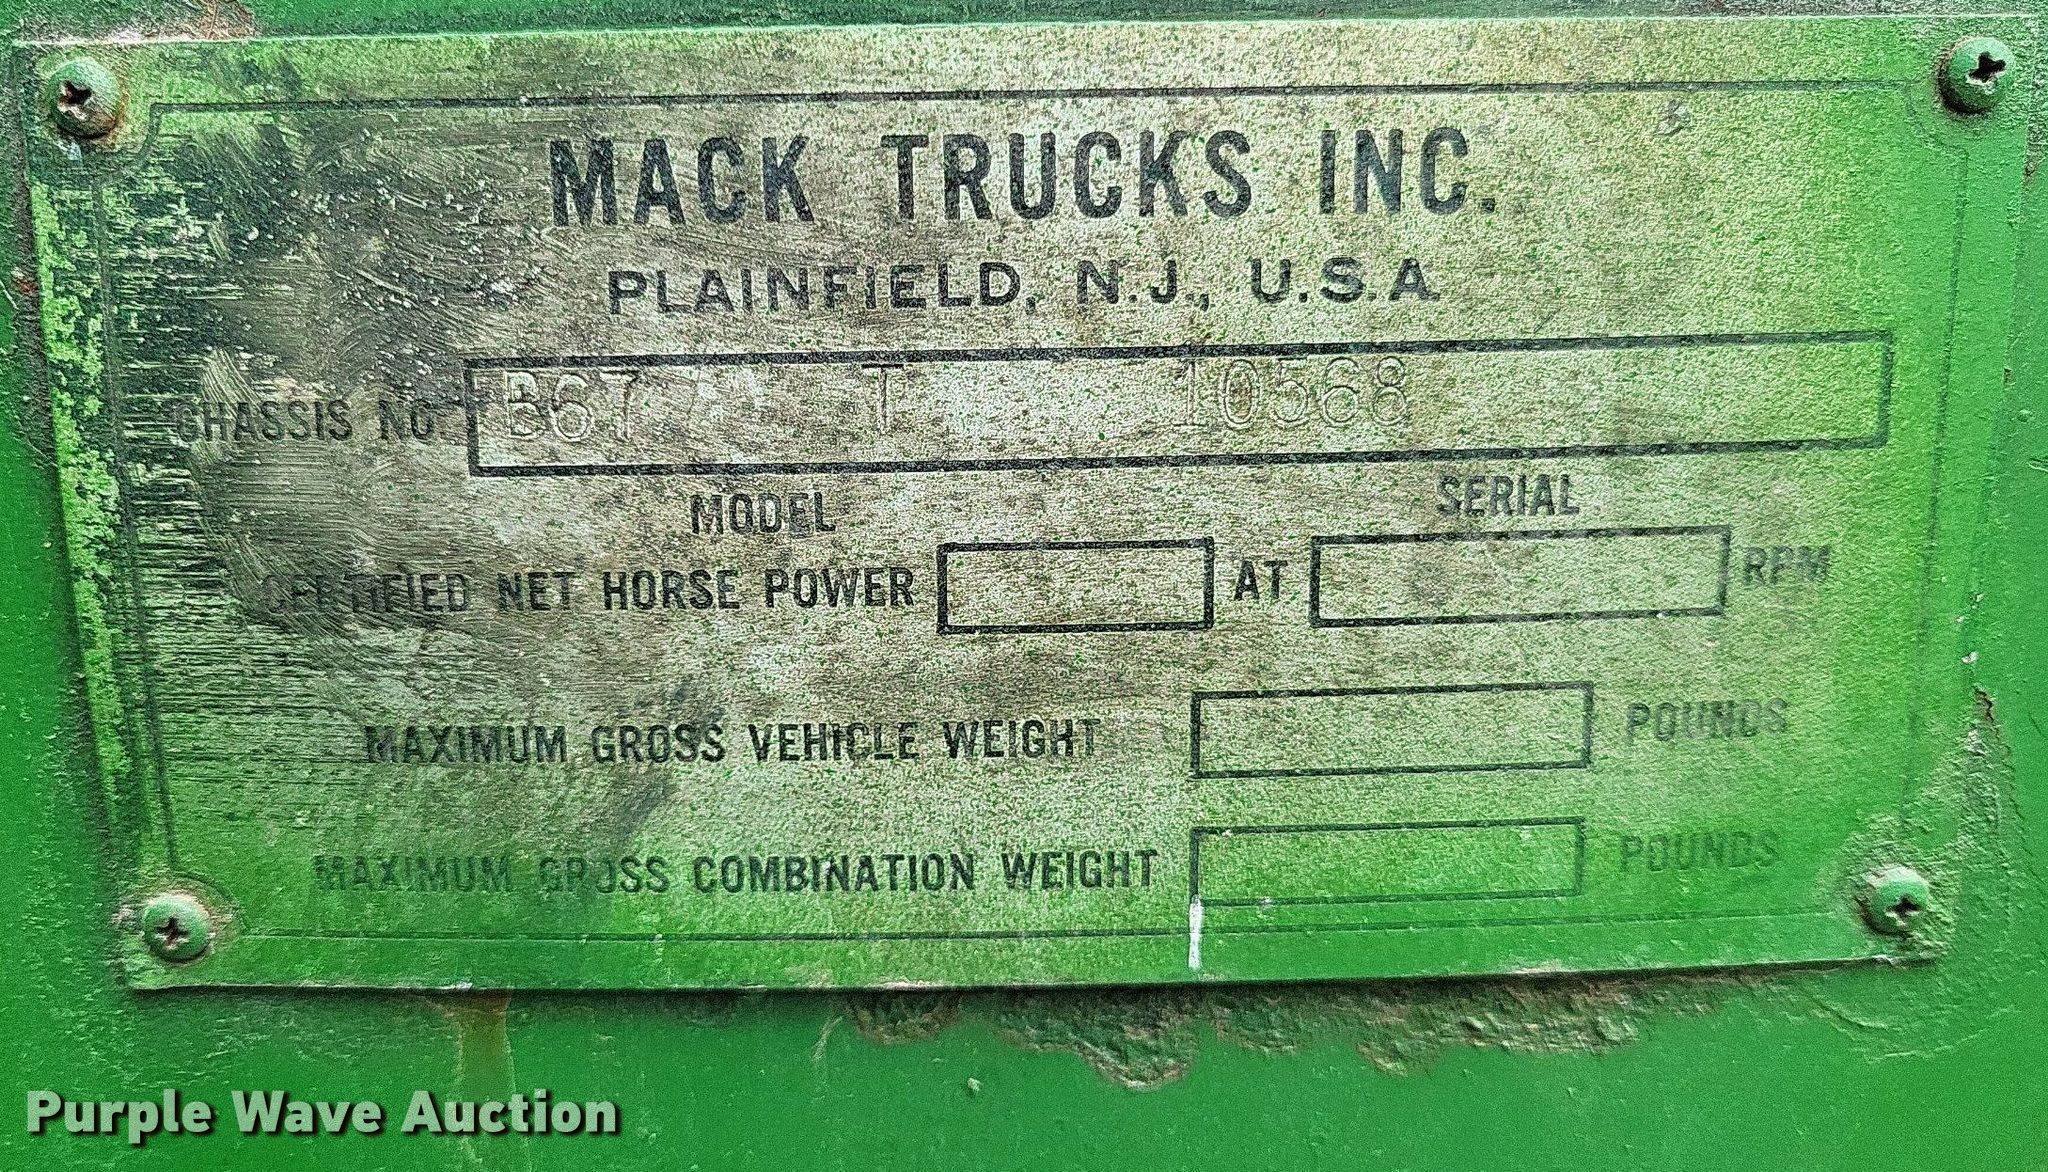 MACK TRUCKS INC.
PLAINFIELD, N.J., U.S.A.
CHASSIS NO. B67 T 10568
MODEL SERIAL
CERTIFIED NET HORSE POWER AT RPM
MAXIMUM GROSS VEHICLE WEIGHT POUNDS
MAXIMUM GROSS COMBINATION WEIGHT POUNDS
Purple Wave Auction